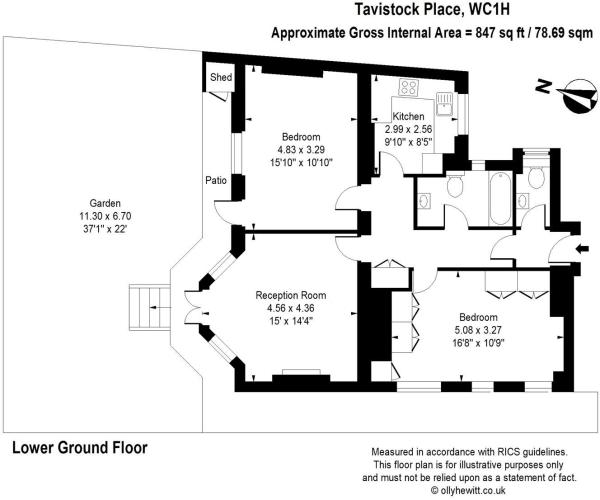 Tavistock Place, WC1H
Approximate Gross Internal Area = 847 sq ft / 78.69 sqm
N
Shed
Kitchen
2.99 x 2.56
9'10" x 8'5"
Bedroom
4.83 x 3.29
15'10" x 10'10"
Patio
Garden
11.30 x 6.70
37'1" x 22'
Reception Room
4.56 x 4.36
15' x 14'4"
Bedroom
5.08 x 3.27
16'8" x 10'9"
Lower Ground Floor
Measured in accordance with RICS guidelines.
This floor plan is for illustrative purposes only
and must not be relied upon as a statement of fact.
© ollyhewitt.co.uk